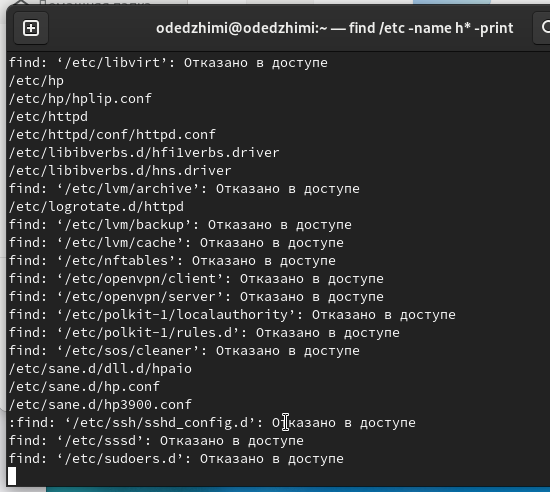 odedzhimi@odedzhimi:~ — find /etc -name h* -print
find: ‘/etc/libvirt’: Отказано в доступе
/etc/hp
/etc/hp/hplip.conf
/etc/httpd
/etc/httpd/conf/httpd.conf
/etc/libibverbs.d/hfi1verbs.driver
/etc/libibverbs.d/hns.driver
find: ‘/etc/lvm/archive’: Отказано в доступе
/etc/logrotate.d/httpd
find: ‘/etc/lvm/backup’: Отказано в доступе
find: ‘/etc/lvm/cache’: Отказано в доступе
find: ‘/etc/nftables’: Отказано в доступе
find: ‘/etc/openvpn/client’: Отказано в доступе
find: ‘/etc/openvpn/server’: Отказано в доступе
find: ‘/etc/polkit-1/localauthority’: Отказано в доступе
find: ‘/etc/polkit-1/rules.d’: Отказано в доступе
find: ‘/etc/sos/cleaner’: Отказано в доступе
/etc/sane.d/dll.d/hpaio
/etc/sane.d/hp.conf
/etc/sane.d/hp3900.conf
:find: ‘/etc/ssh/sshd_config.d’: Отказано в доступе
find: ‘/etc/sssd’: Отказано в доступе
find: ‘/etc/sudoers.d’: Отказано в доступе